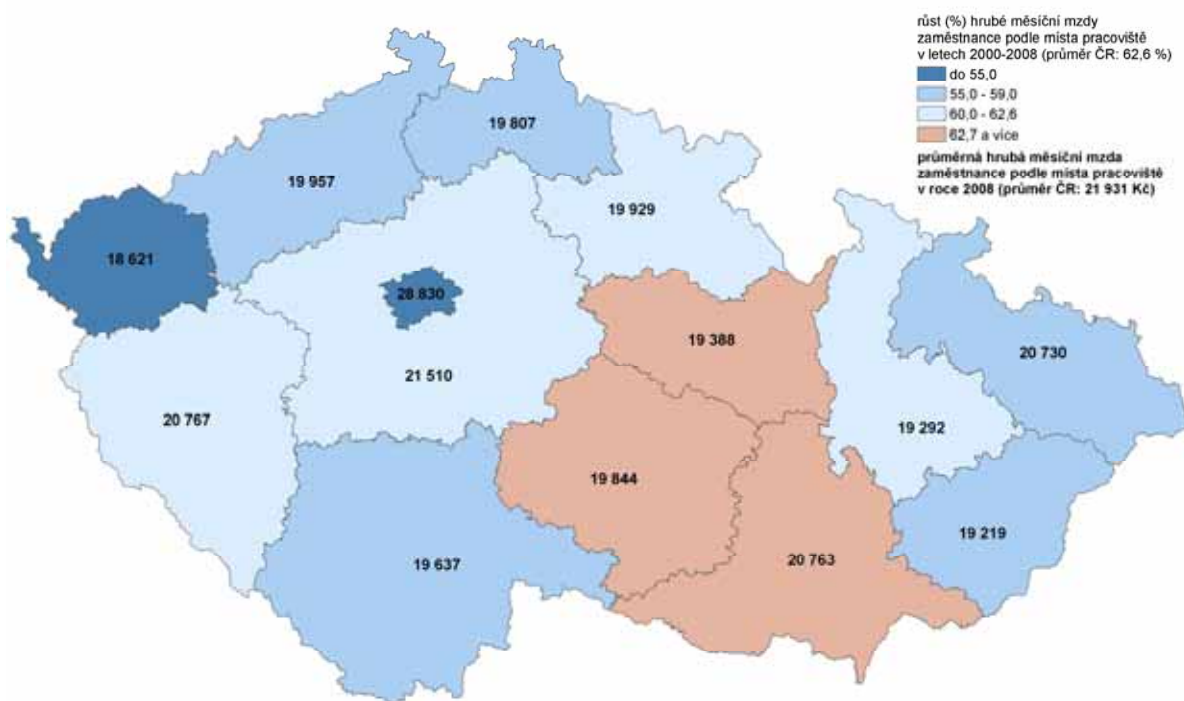 růst (%) hrubé měsíční mzdy
zaměstnance podle místa pracoviště
v letech 2000-2008 (průměr ČR: 62,6 %)
do 55,0
55,0 - 59,0
60,0 - 62,6
62,7 a více
průměrná hrubá měsíční mzda
zaměstnance podle místa pracoviště
v roce 2008 (průměr ČR: 21 931 Kč)
19 807
19 957
19 929
18 621
28 830
19 388
20 730
21 510
20 767
19 292
19 844
19 219
20 763
19 637